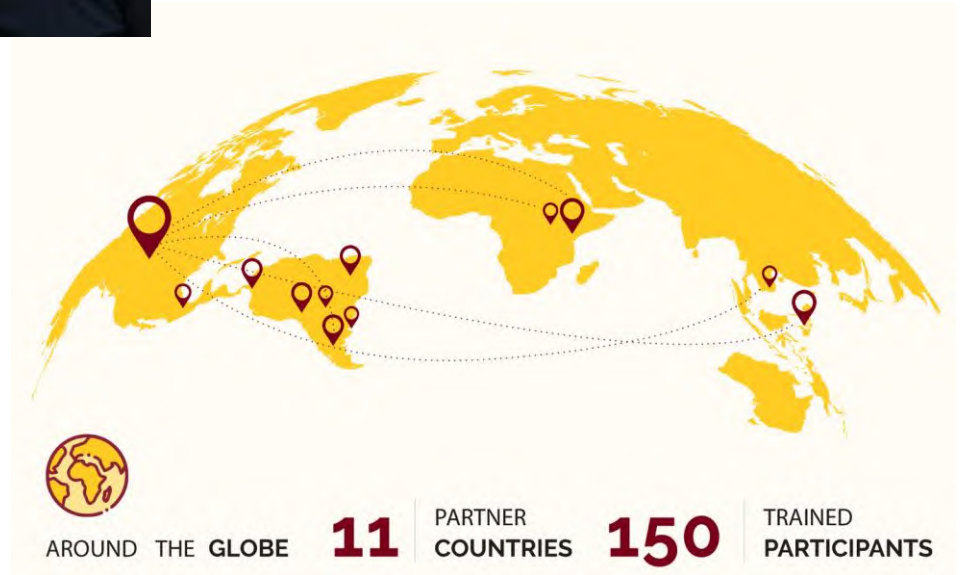 AROUND THE GLOBE
11
PARTNER
COUNTRIES
150
TRAINED
PARTICIPANTS